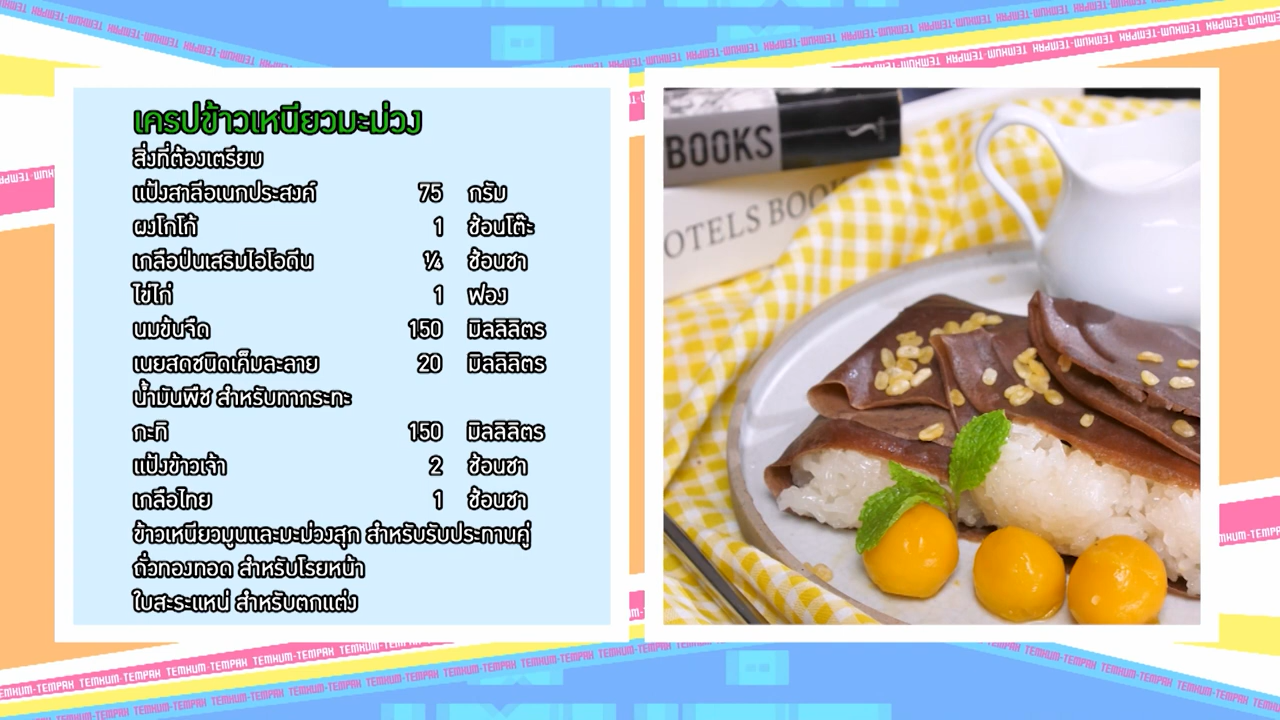 เครปข้าวเหนียวมะม่วง
สิ่งที่ต้องเตรียม
แป้งสาลีอเนกประสงค์ 75 กรัม
ผงโกโก้ 1 ช้อนโต๊ะ
เกลือป่นเสริมไอโอดีน ¼ ช้อนชา
ไข่ไก่ 1 ฟอง
นมข้นจืด 150 มิลลิลิตร
เนยสดชนิดเค็มละลาย 20 มิลลิลิตร
น้ำมันพืช สำหรับทากระทะ
กะทิ 150 มิลลิลิตร
แป้งข้าวเจ้า 2 ช้อนชา
เกลือไทย 1 ช้อนชา
ข้าวเหนียวมูนและมะม่วงสุก สำหรับรับประทานคู่
ถั่วทองทอด สำหรับโรยหน้า
ใบสะระแหน่ สำหรับตกแต่ง
BOOKS
OTELS BOOK
TEMHUM-TEMPAK TEMHUM-TEMPAK TEMHUM-TEMPAK TEMHUM-TEMPAK TEMHUM-TEMPAK TEMHUM-TEMPAK